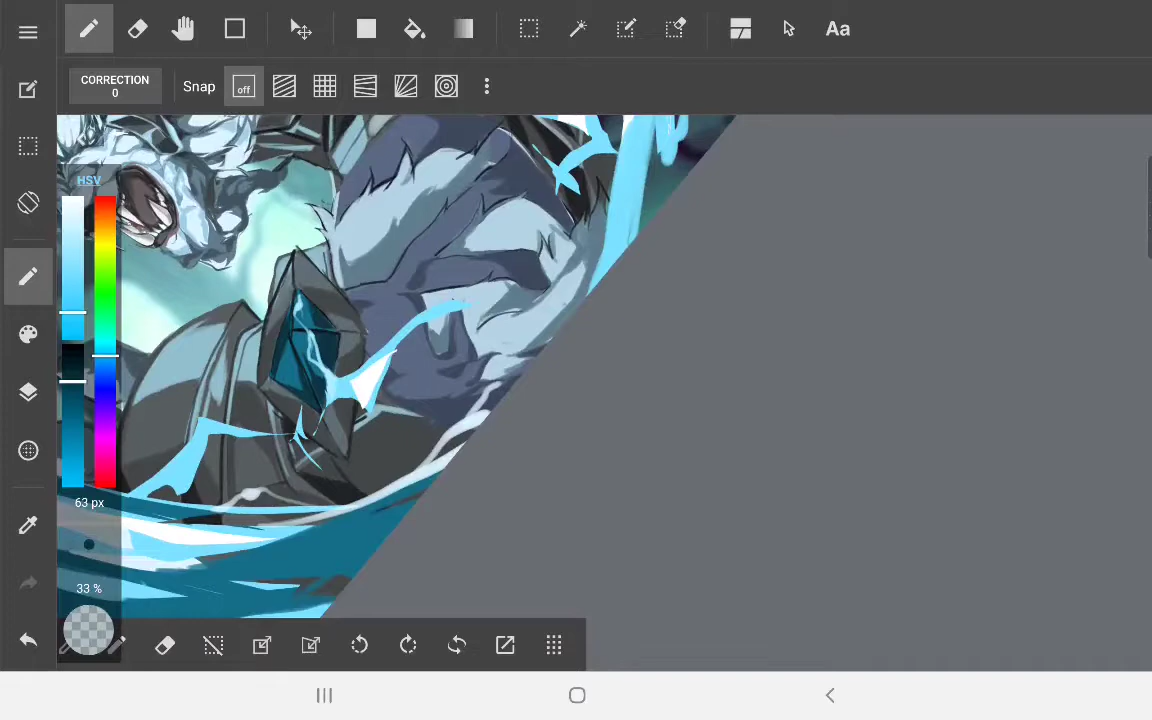 Aa
CORRECTION
0
Snap
off
HSV
63 px
33 %